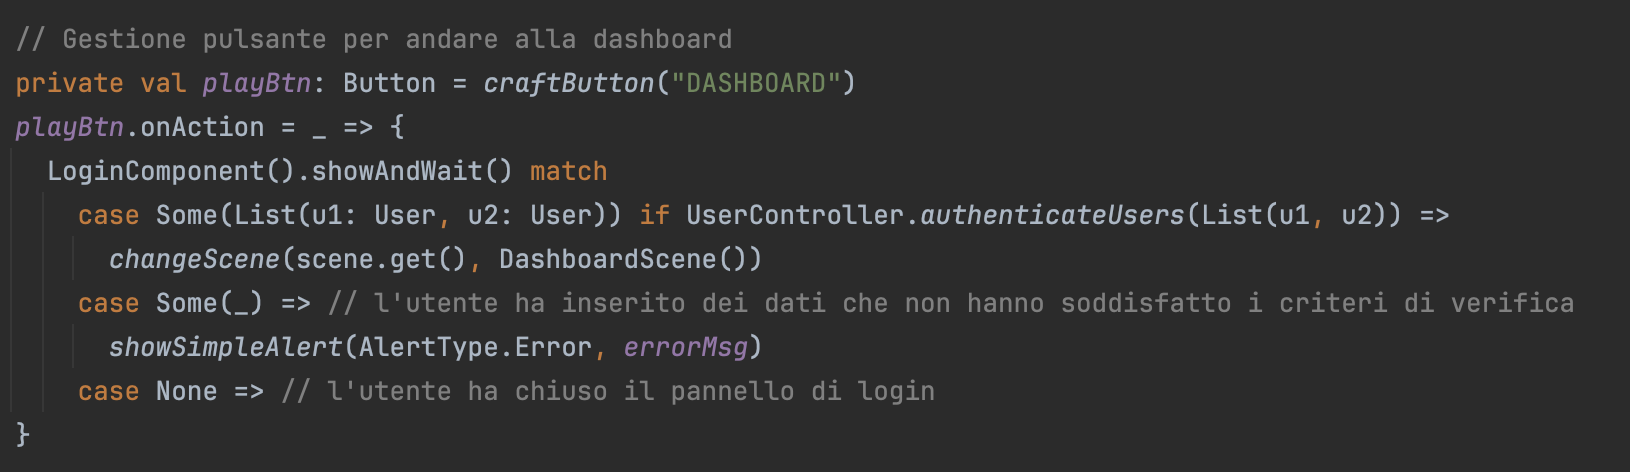 // Gestione pulsante per andare alla dashboard
private val playBtn: Button = craftButton("DASHBOARD")
playBtn.onAction = _ => {
  LoginComponent().showAndWait() match
    case Some(List(u1: User, u2: User)) if UserController.authenticateUsers(List(u1, u2)) =>
      changeScene(scene.get(), DashboardScene())
    case Some(_) => // l'utente ha inserito dei dati che non hanno soddisfatto i criteri di verifica
      showSimpleAlert(AlertType.Error, errorMsg)
    case None => // l'utente ha chiuso il pannello di login
}